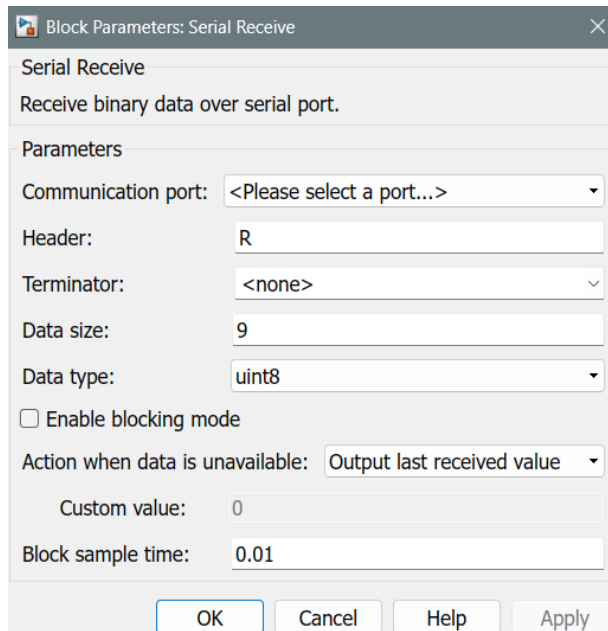 Block Parameters: Serial Receive
Serial Receive
Receive binary data over serial port.
Parameters
Communication port: <Please select a port...>
Header: R
Terminator: <none>
Data size: 9
Data type: uint8
Enable blocking mode
Action when data is unavailable: Output last received value
Custom value: 0
Block sample time: 0.01
OK Cancel Help Apply